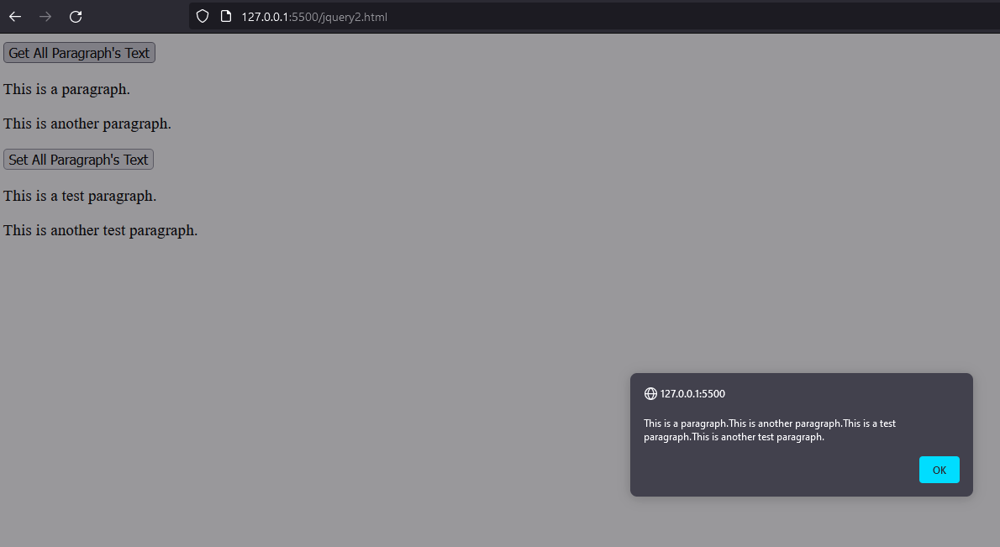 127.0.0.1:5500/jquery2.html
Get All Paragraph's Text
This is a paragraph.
This is another paragraph.
Set All Paragraph's Text
This is a test paragraph.
This is another test paragraph.
127.0.0.1:5500
This is a paragraph.This is another paragraph.This is a test
paragraph.This is another test paragraph.
OK